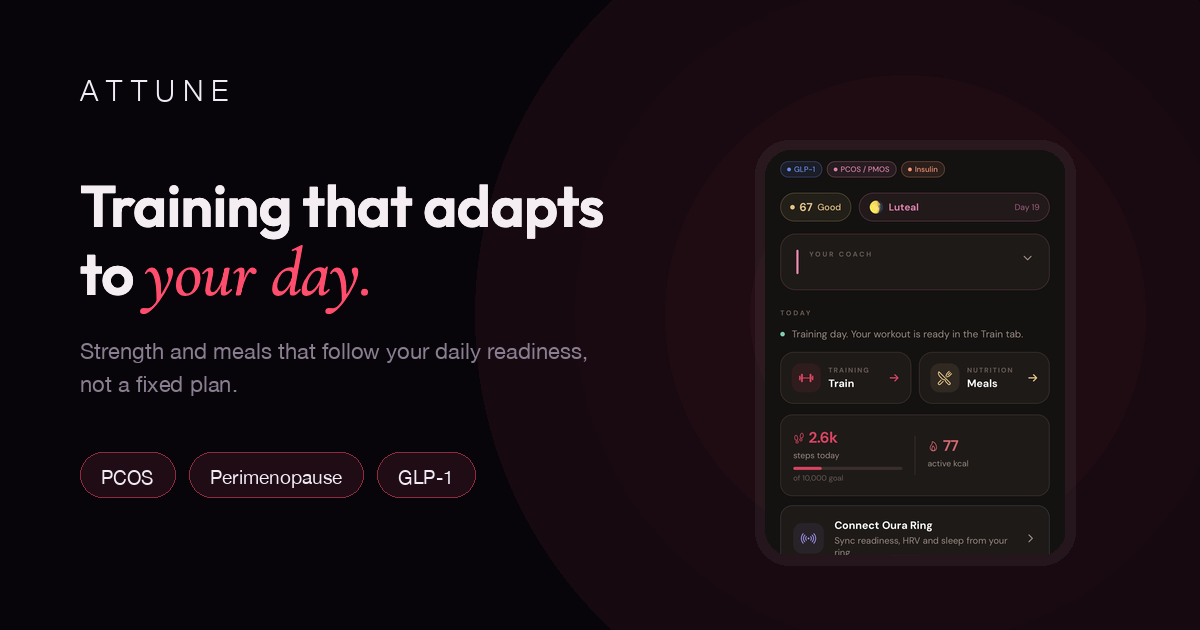 ATTUNE
Training that adapts
to your day.
Strength and meals that follow your daily readiness,
not a fixed plan.
PCOS
Perimenopause
GLP-1
GLP-1
PCOS / PMOS
Insulin
67 Good
Luteal
Day 19
YOUR COACH
TODAY
Training day. Your workout is ready in the Train tab.
TRAINING
Train
NUTRITION
Meals
2.6k
steps today
of 10,000 goal
77
active kcal
Connect Oura Ring
Sync readiness, HRV and sleep from your
ring